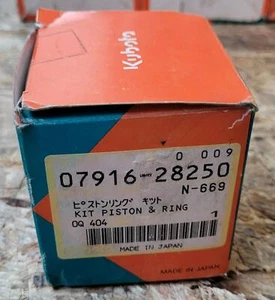 Kubota
0 009
07916-28250
N-669
ピストンリング キット
KIT PISTON & RING
0Q 404
1
MADE IN JAPAN
MADE IN JAPAN